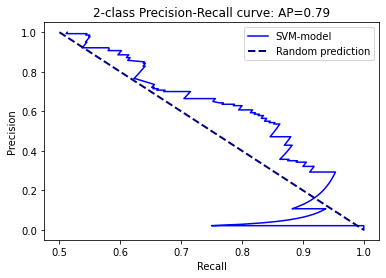 2-class Precision-Recall curve: AP=0.79
SVM-model
Random prediction
Precision
1.0
0.8
0.6
0.4
0.2
0.0
0.5
0.6
0.7
0.8
0.9
1.0
Recall